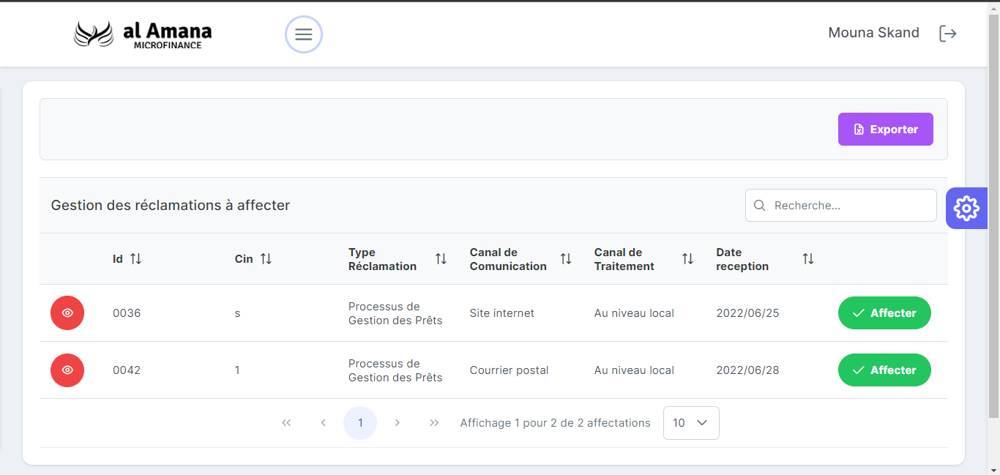 al Amana
MICROFINANCE
Mouna Skand
Exporter
Gestion des réclamations à affecter
Recherche...
Id
Cin
Type
Réclamation
Canal de
Comunication
Canal de
Traitement
Date
reception
0036
s
Processus de
Gestion des Prêts
Site internet
Au niveau local
2022/06/25
Affecter
0042
1
Processus de
Gestion des Prêts
Courrier postal
Au niveau local
2022/06/28
Affecter
1
Affichage 1 pour 2 de 2 affectations
10